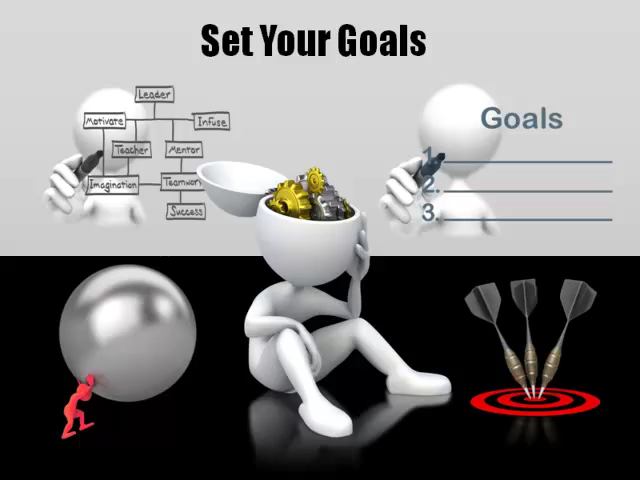 Set Your Goals
Leader
Motivate
Infuse
Teacher
Mentor
Imagination
Teamwork
Success
Goals
1.
2.
3.